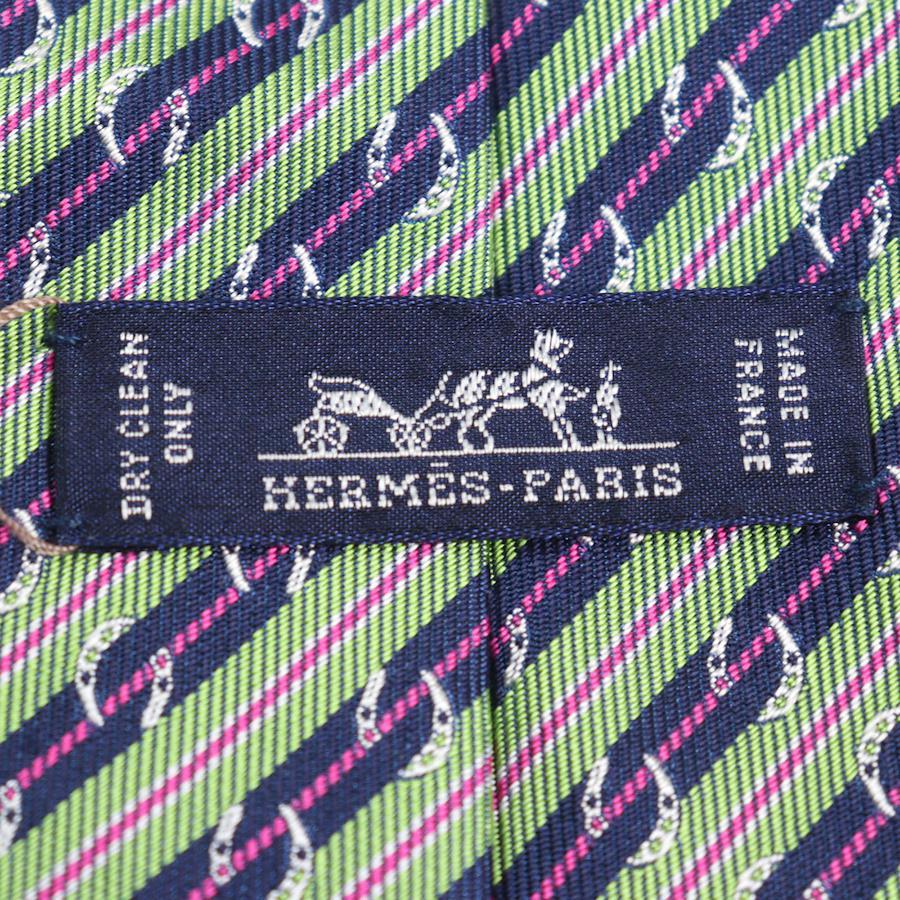 DRY CLEAN
ONLY
HERMÈS-PARIS
MADE IN
FRANCE